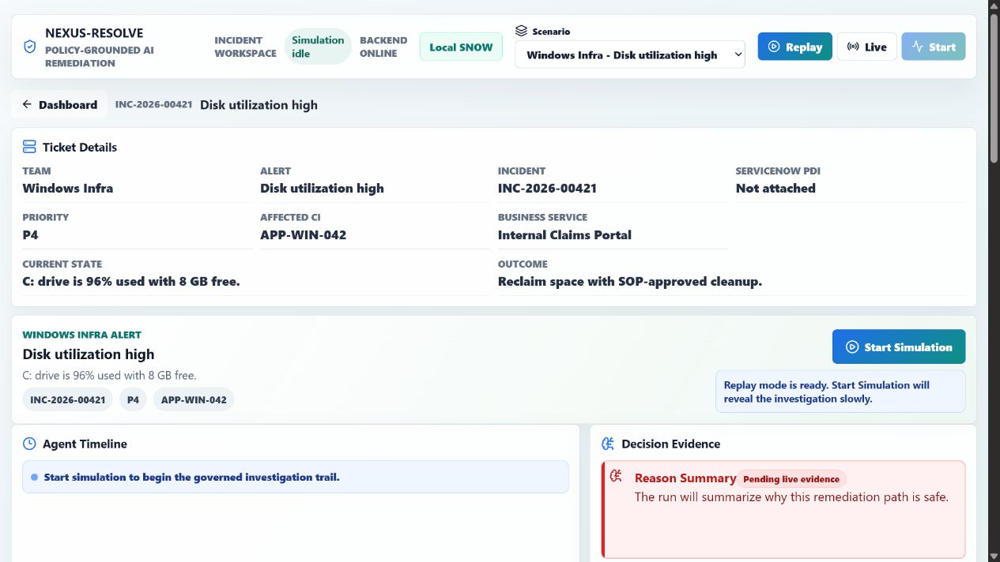 NEXUS-RESOLVE
POLICY-GROUNDED AI
REMEDIATION
INCIDENT
WORKSPACE
Simulation
idle
BACKEND
ONLINE
Local SNOW
Scenario
Windows Infra - Disk utilization high
Replay
Live
Start
Dashboard
INC-2026-00421
Disk utilization high
Ticket Details
TEAM
Windows Infra
ALERT
Disk utilization high
INCIDENT
INC-2026-00421
SERVICENOW PDI
Not attached
PRIORITY
P4
AFFECTED CI
APP-WIN-042
BUSINESS SERVICE
Internal Claims Portal
CURRENT STATE
C: drive is 96% used with 8 GB free.
OUTCOME
Reclaim space with SOP-approved cleanup.
WINDOWS INFRA ALERT
Disk utilization high
C: drive is 96% used with 8 GB free.
INC-2026-00421
P4
APP-WIN-042
Start Simulation
Replay mode is ready. Start Simulation will
reveal the investigation slowly.
Agent Timeline
Start simulation to begin the governed investigation trail.
Decision Evidence
Reason Summary
Pending live evidence
The run will summarize why this remediation path is safe.